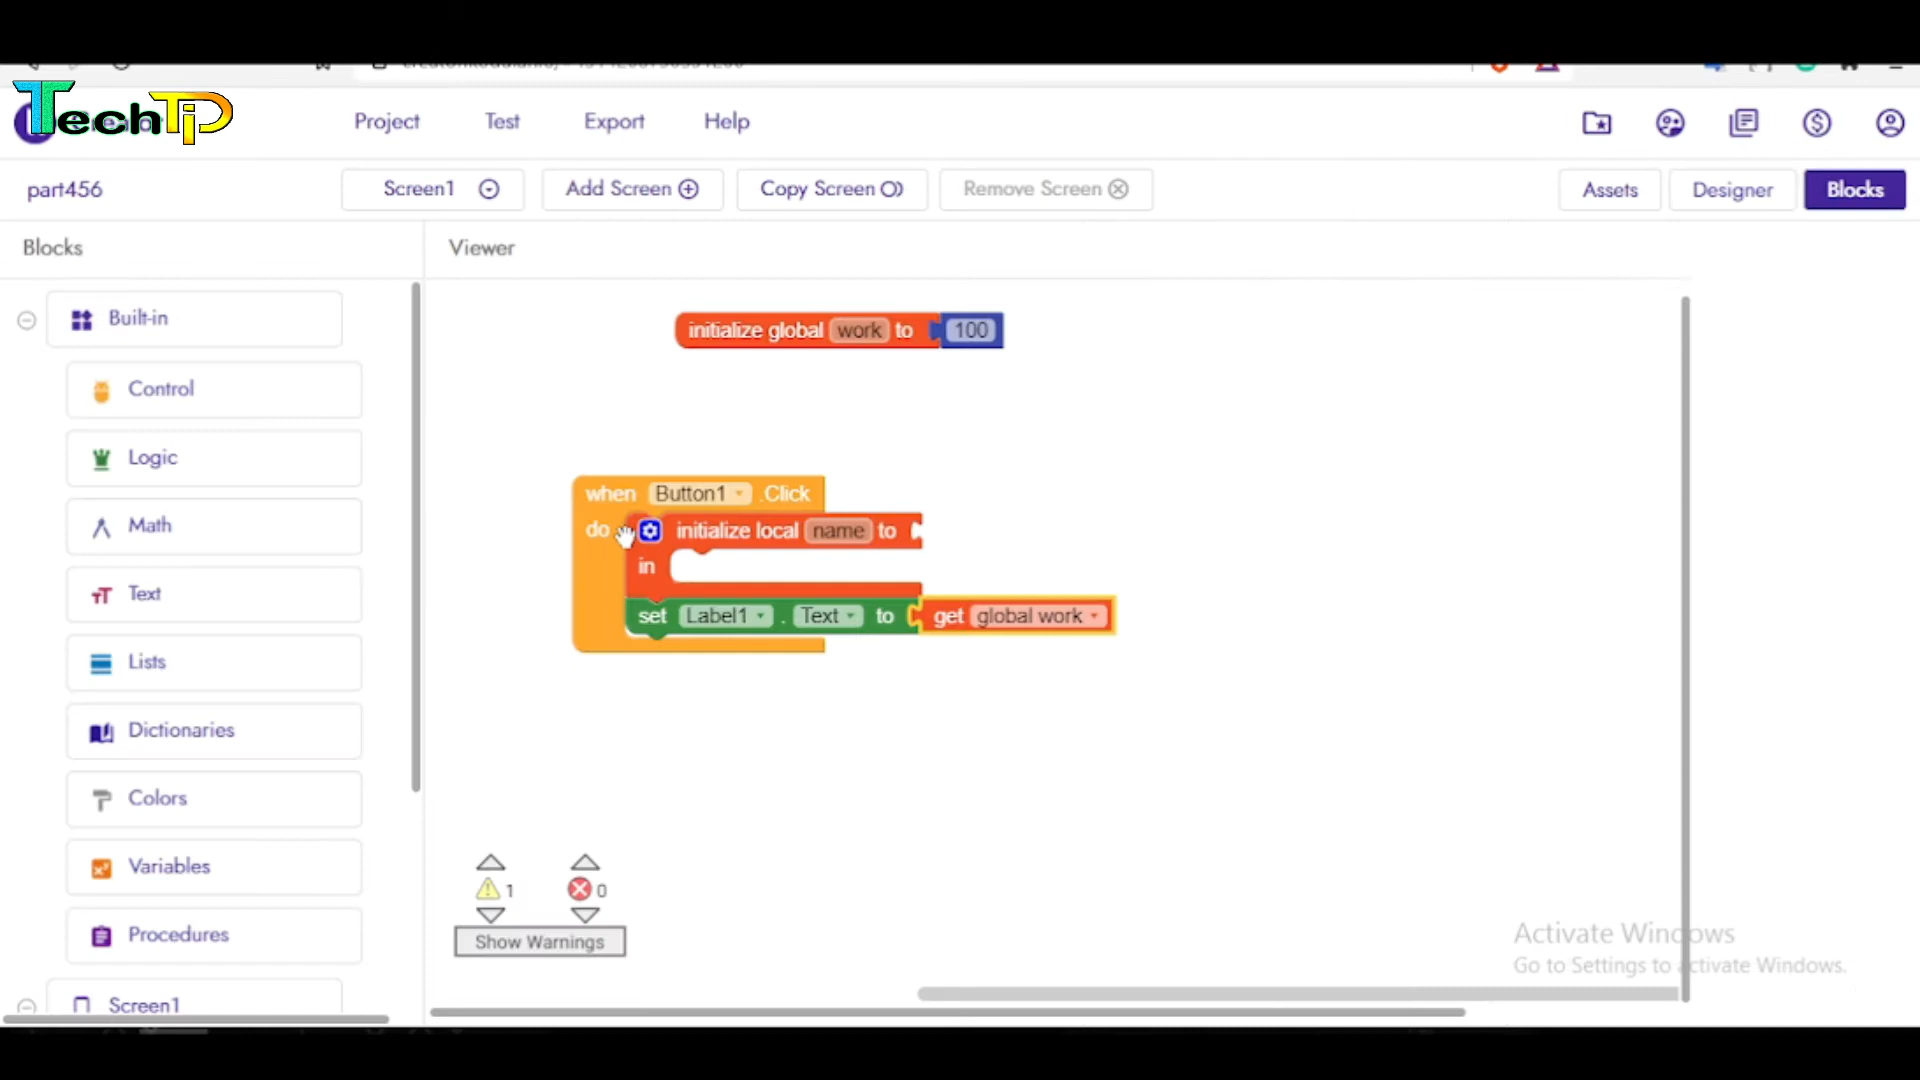 TechTip
Project
Test
Export
Help
part456
Screen1
Add Screen
Copy Screen
Remove Screen
Assets
Designer
Blocks
Blocks
Viewer
Built-in
Control
Logic
Math
Text
Lists
Dictionaries
Colors
Variables
Procedures
Screen1
initialize global work to 100
when Button1 .Click
do initialize local name to
in
set Label1 . Text to get global work
1 0
Show Warnings
Activate Windows
Go to Settings to activate Windows.